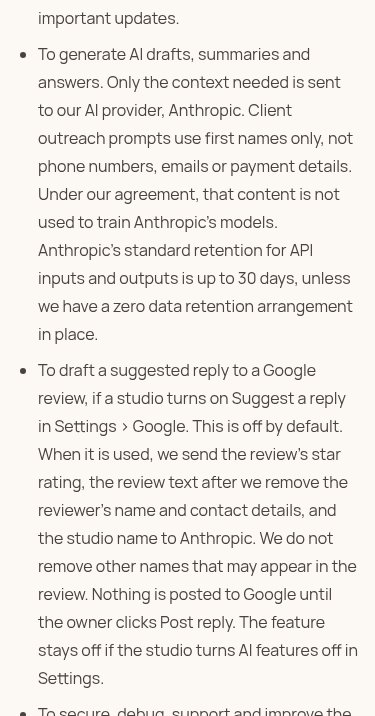 important updates.
To generate AI drafts, summaries and
answers. Only the context needed is sent
to our AI provider, Anthropic. Client
outreach prompts use first names only, not
phone numbers, emails or payment details.
Under our agreement, that content is not
used to train Anthropic's models.
Anthropic's standard retention for API
inputs and outputs is up to 30 days, unless
we have a zero data retention arrangement
in place.
To draft a suggested reply to a Google
review, if a studio turns on Suggest a reply
in Settings › Google. This is off by default.
When it is used, we send the review's star
rating, the review text after we remove the
reviewer's name and contact details, and
the studio name to Anthropic. We do not
remove other names that may appear in the
review. Nothing is posted to Google until
the owner clicks Post reply. The feature
stays off if the studio turns AI features off in
Settings.
To secure, debug, support and improve the